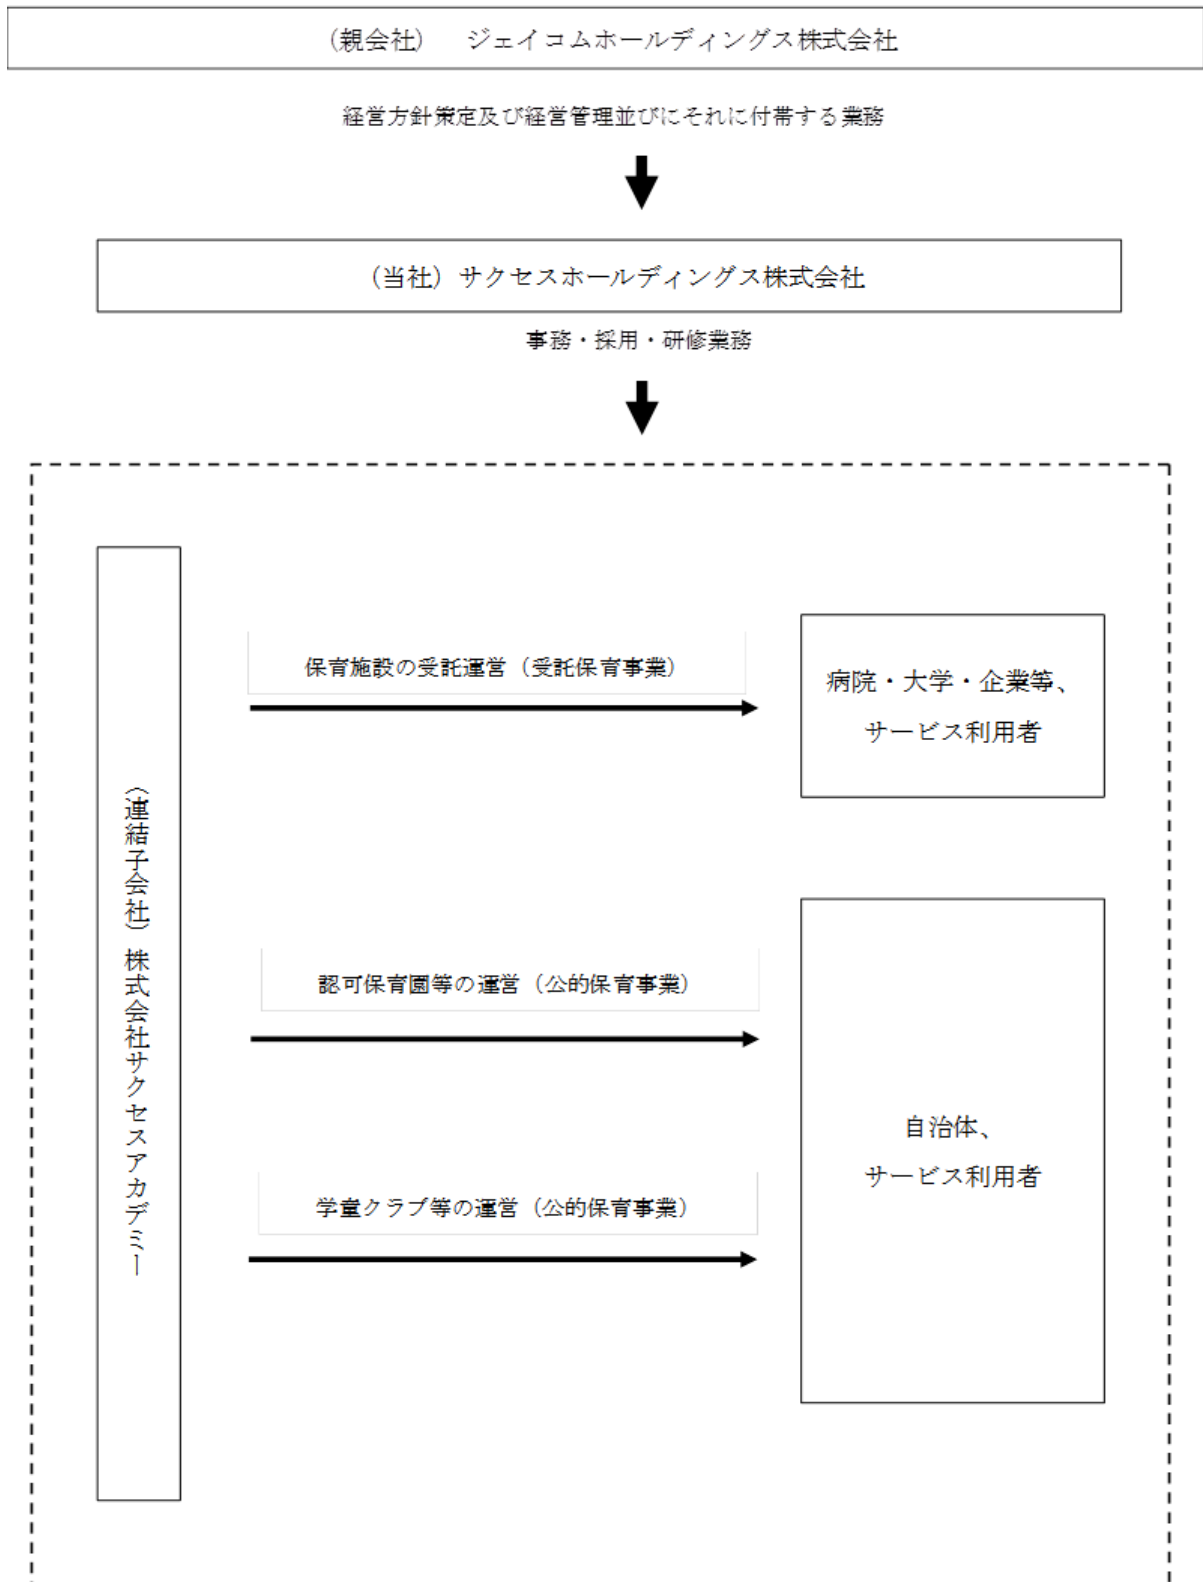 （親会社）　ジェイコムホールディングス株式会社
経営方針策定及び経営管理並びにそれに付帯する業務
（当社）サクセスホールディングス株式会社
事務・採用・研修業務
（連結子会社）株式会社サクセスアカデミー
保育施設の受託運営（受託保育事業）
病院・大学・企業等、
サービス利用者
認可保育園等の運営（公的保育事業）
学童クラブ等の運営（公的保育事業）
自治体、
サービス利用者